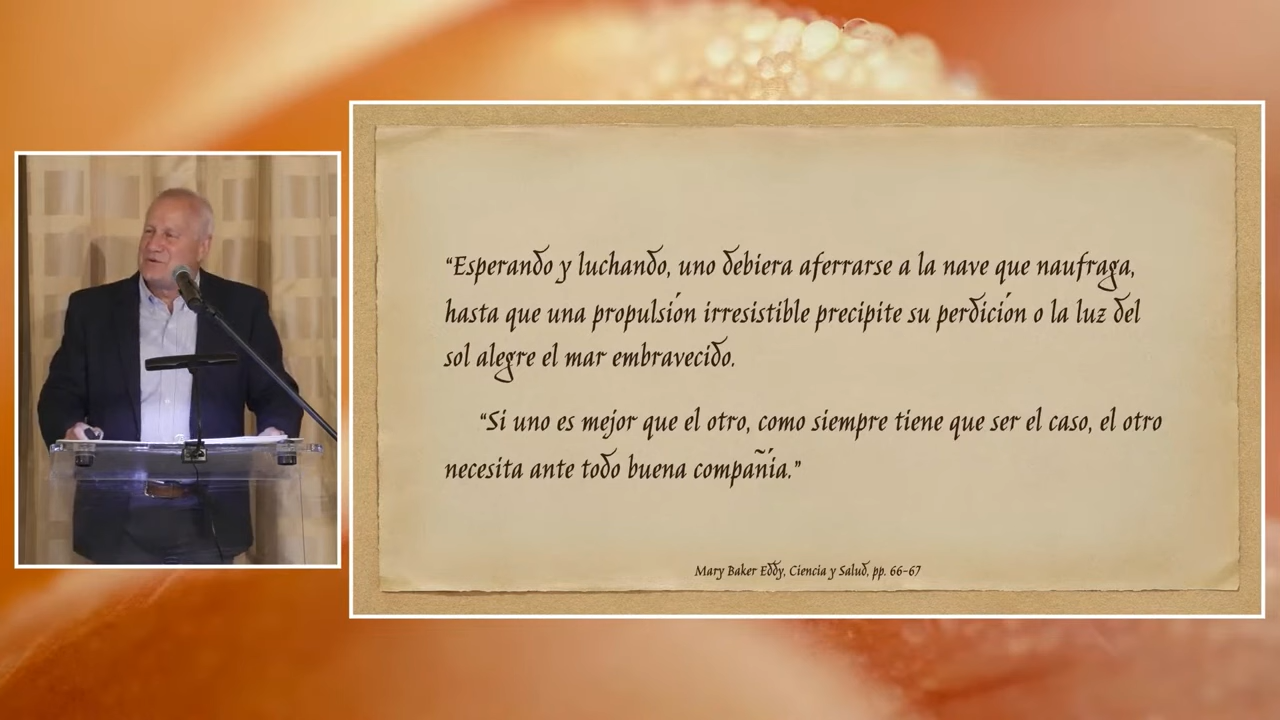 “Esperando y luchando, uno debiera aferrarse a la nave que naufraga,
hasta que una propulsión irresistible precipite su perdición o la luz del
sol alegre el mar embravecido.
“Si uno es mejor que el otro, como siempre tiene que ser el caso, el otro
necesita ante todo buena compañía.”
Mary Baker Eddy, Ciencia y Salud, pp. 66-67